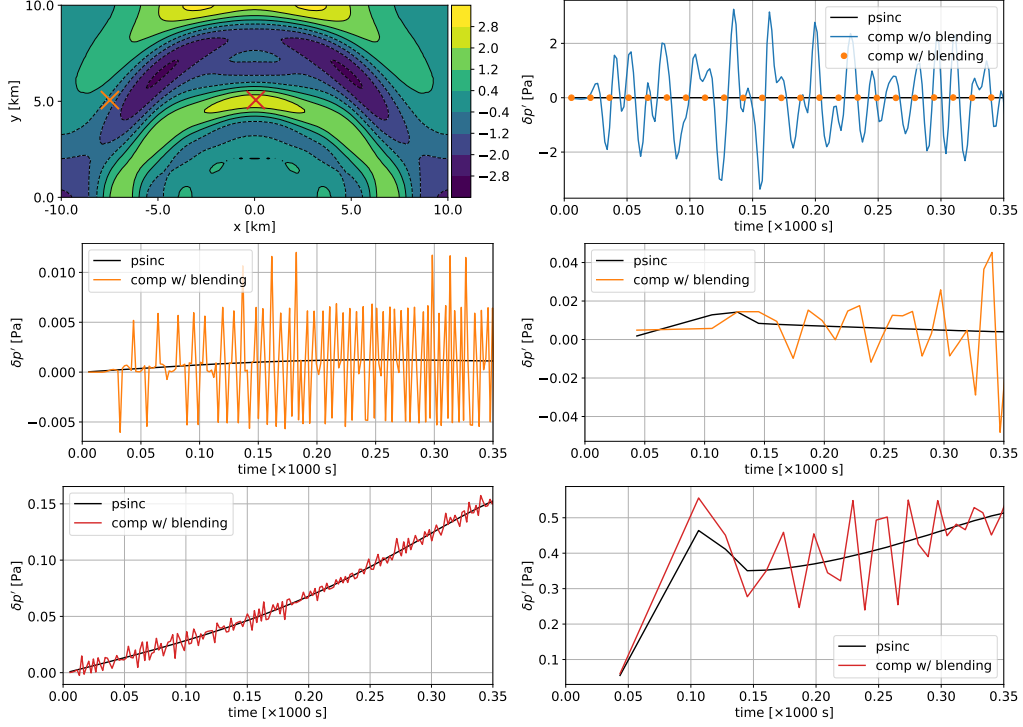 10.0
5.0
0.0
y [km]
-10.0 -5.0 0.0 5.0 10.0
x [km]
2.8
2.0
1.2
0.4
−0.4
−1.2
−2.0
−2.8
psinc
comp w/o blending
comp w/ blending
2
0
−2
δp′ [Pa]
0.00 0.05 0.10 0.15 0.20 0.25 0.30 0.35
time [×1000 s]
psinc
comp w/ blending
0.010
0.005
0.000
−0.005
δp′ [Pa]
0.00 0.05 0.10 0.15 0.20 0.25 0.30 0.35
time [×1000 s]
psinc
comp w/ blending
0.04
0.02
0.00
−0.02
−0.04
δp′ [Pa]
0.00 0.05 0.10 0.15 0.20 0.25 0.30 0.35
time [×1000 s]
psinc
comp w/ blending
0.15
0.10
0.05
0.00
δp′ [Pa]
0.00 0.05 0.10 0.15 0.20 0.25 0.30 0.35
time [×1000 s]
0.5
0.4
0.3
0.2
0.1
δp′ [Pa]
psinc
comp w/ blending
0.00 0.05 0.10 0.15 0.20 0.25 0.30 0.35
time [×1000 s]